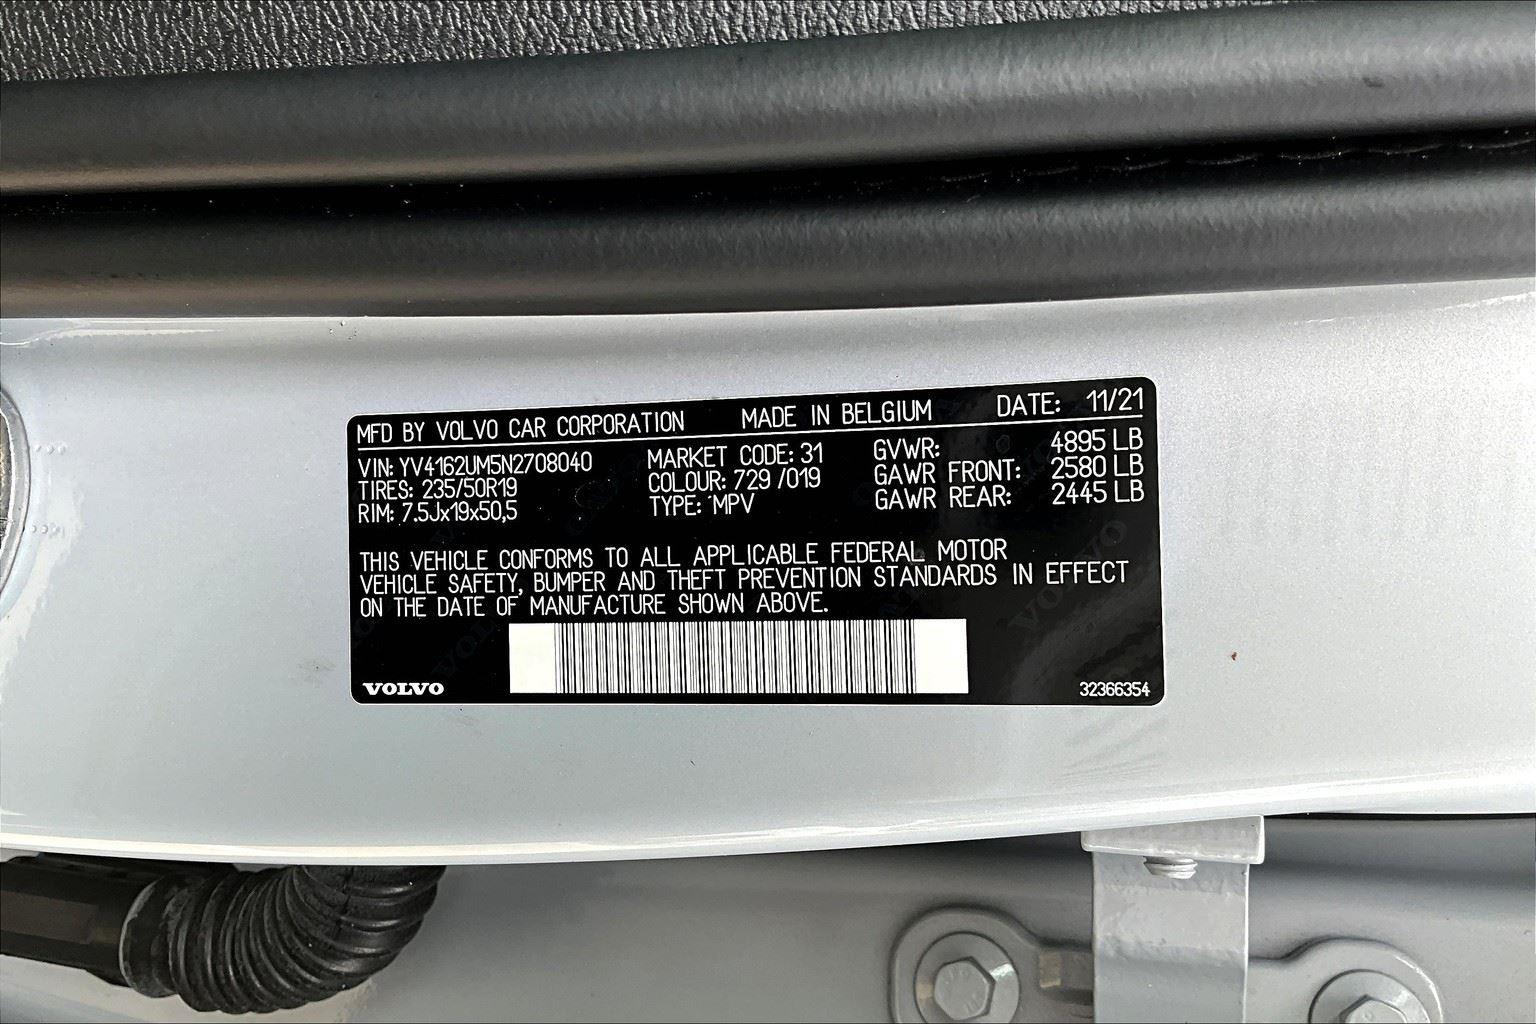 MFD BY VOLVO CAR CORPORATION MADE IN BELGIUM DATE: 11/21
VIN: YV4162UM5N2708040 MARKET CODE: 31 GVWR: 4895 LB
TIRES: 235/50R19 COLOUR: 729 /019 GAWR FRONT: 2580 LB
RIM: 7.5Jx19x50,5 TYPE: MPV GAWR REAR: 2445 LB
THIS VEHICLE CONFORMS TO ALL APPLICABLE FEDERAL MOTOR
VEHICLE SAFETY, BUMPER AND THEFT PREVENTION STANDARDS IN EFFECT
ON THE DATE OF MANUFACTURE SHOWN ABOVE.
VOLVO 32366354